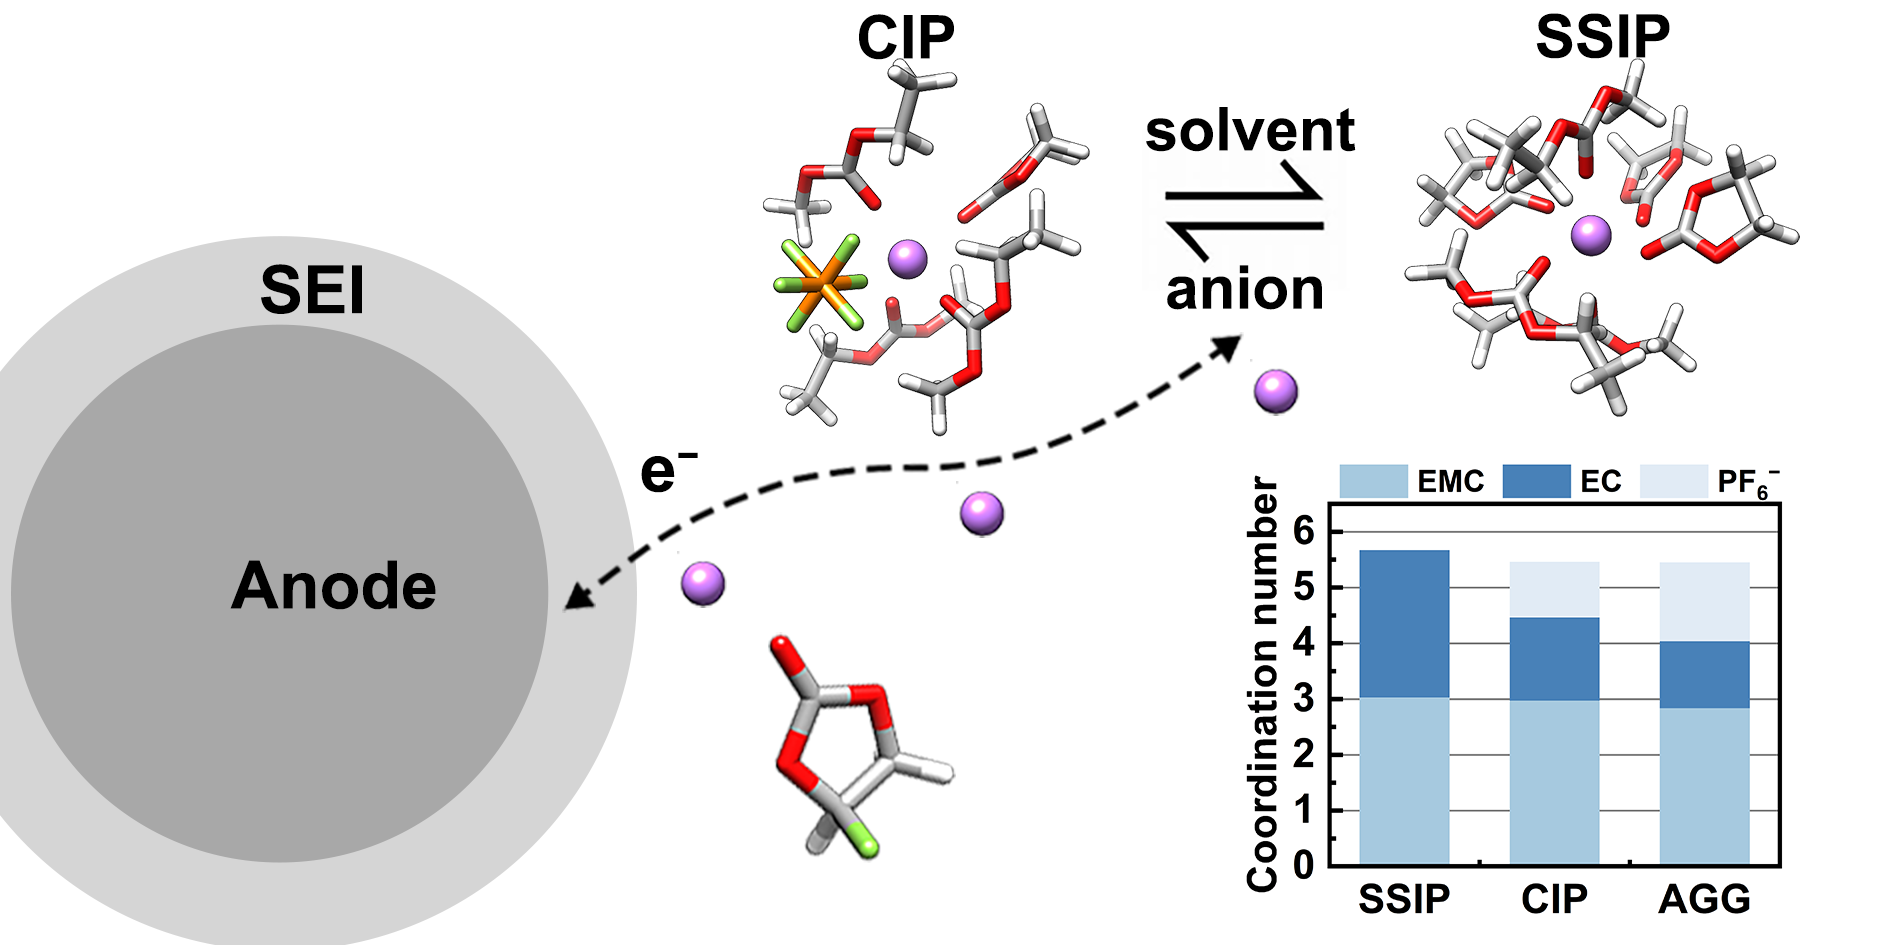 CIP
SSIP
solvent
anion
SEI
Anode
e⁻
EMC EC PF₆⁻
Coordination number
6
5
4
3
2
1
0
SSIP CIP AGG